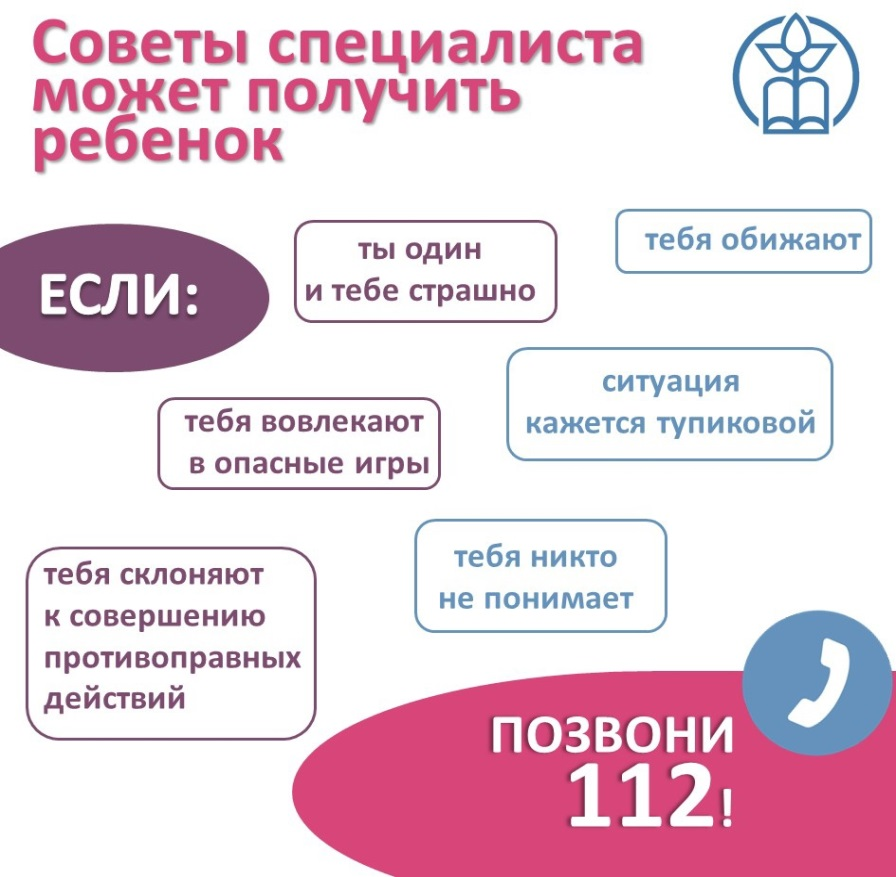 Советы специалиста
может получить
ребенок
ЕСЛИ:
ты один
и тебе страшно
тебя обижают
ситуация
кажется тупиковой
тебя вовлекают
в опасные игры
тебя никто
не понимает
тебя склоняют
к совершению
противоправных
действий
ПОЗВОНИ
112!